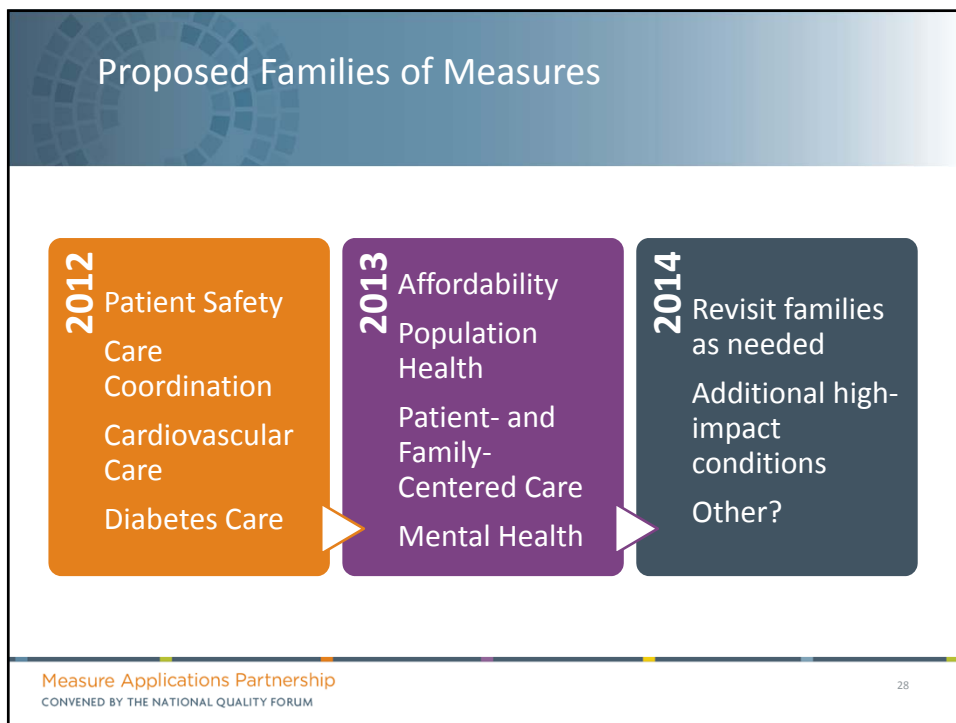 Proposed Families of Measures
2012
Patient Safety
Care
Coordination
Cardiovascular
Care
Diabetes Care
2013
Affordability
Population
Health
Patient- and
Family-
Centered Care
Mental Health
2014
Revisit families
as needed
Additional high-
impact
conditions
Other?
Measure Applications Partnership
CONVENED BY THE NATIONAL QUALITY FORUM
28